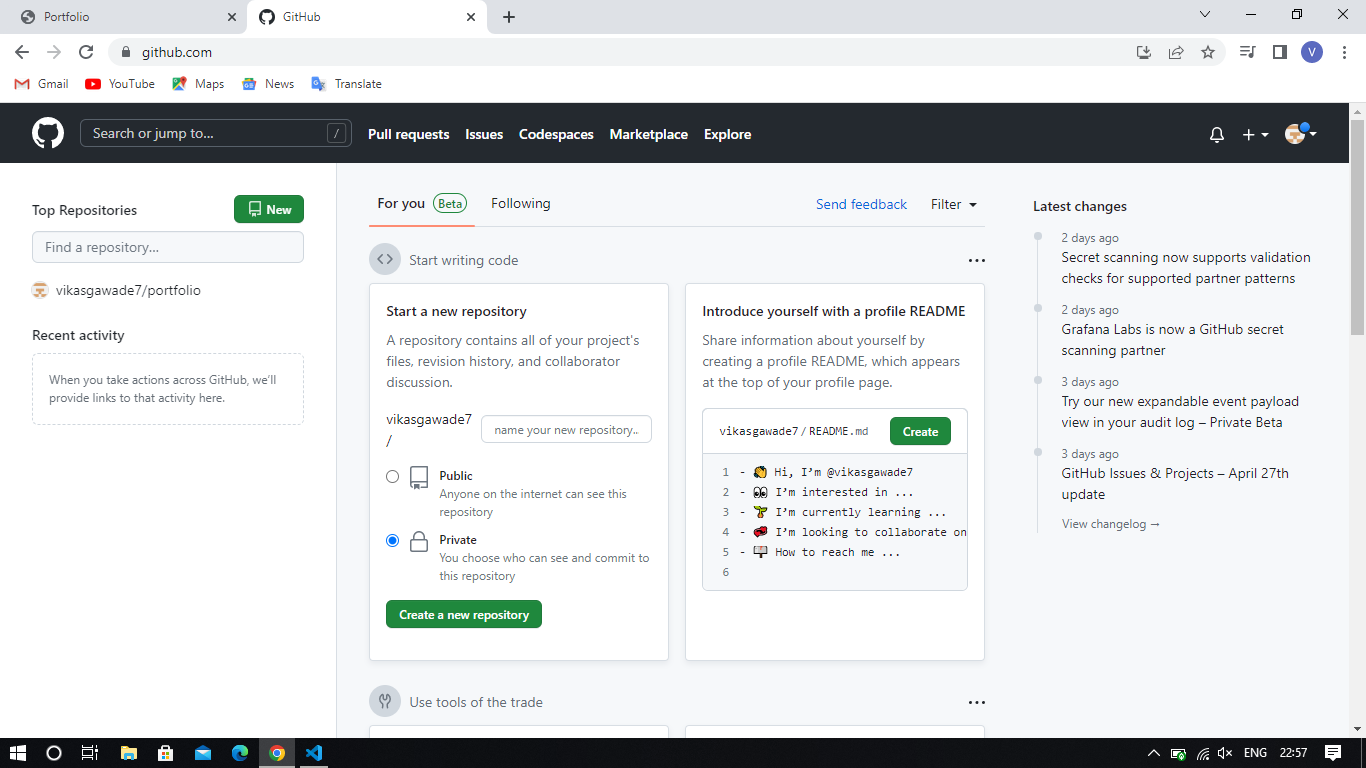 Portfolio
GitHub
github.com
V
Gmail
YouTube
Maps
News
Translate
Search or jump to...
/
Pull requests
Issues
Codespaces
Marketplace
Explore
Top Repositories
New
Find a repository...
vikasgawade7/portfolio
Recent activity
When you take actions across GitHub, we'll
provide links to that activity here.
For you Beta
Following
Send feedback
Filter
Start writing code
Start a new repository
A repository contains all of your project's
files, revision history, and collaborator
discussion.
vikasgawade7
/
name your new repository...
Public
Anyone on the internet can see this
repository
Private
You choose who can see and commit to
this repository
Create a new repository
Introduce yourself with a profile README
Share information about yourself by
creating a profile README, which appears
at the top of your profile page.
vikasgawade7 / README.md
Create
1 - 👋 Hi, I'm @vikasgawade7
2 - 👀 I'm interested in ...
3 - 🌱 I'm currently learning ...
4 - 💞️ I'm looking to collaborate on
5 - 📫 How to reach me ...
6
Use tools of the trade
Latest changes
2 days ago
Secret scanning now supports validation
checks for supported partner patterns
2 days ago
Grafana Labs is now a GitHub secret
scanning partner
3 days ago
Try our new expandable event payload
view in your audit log – Private Beta
3 days ago
GitHub Issues & Projects – April 27th
update
View changelog →
ENG
22:57